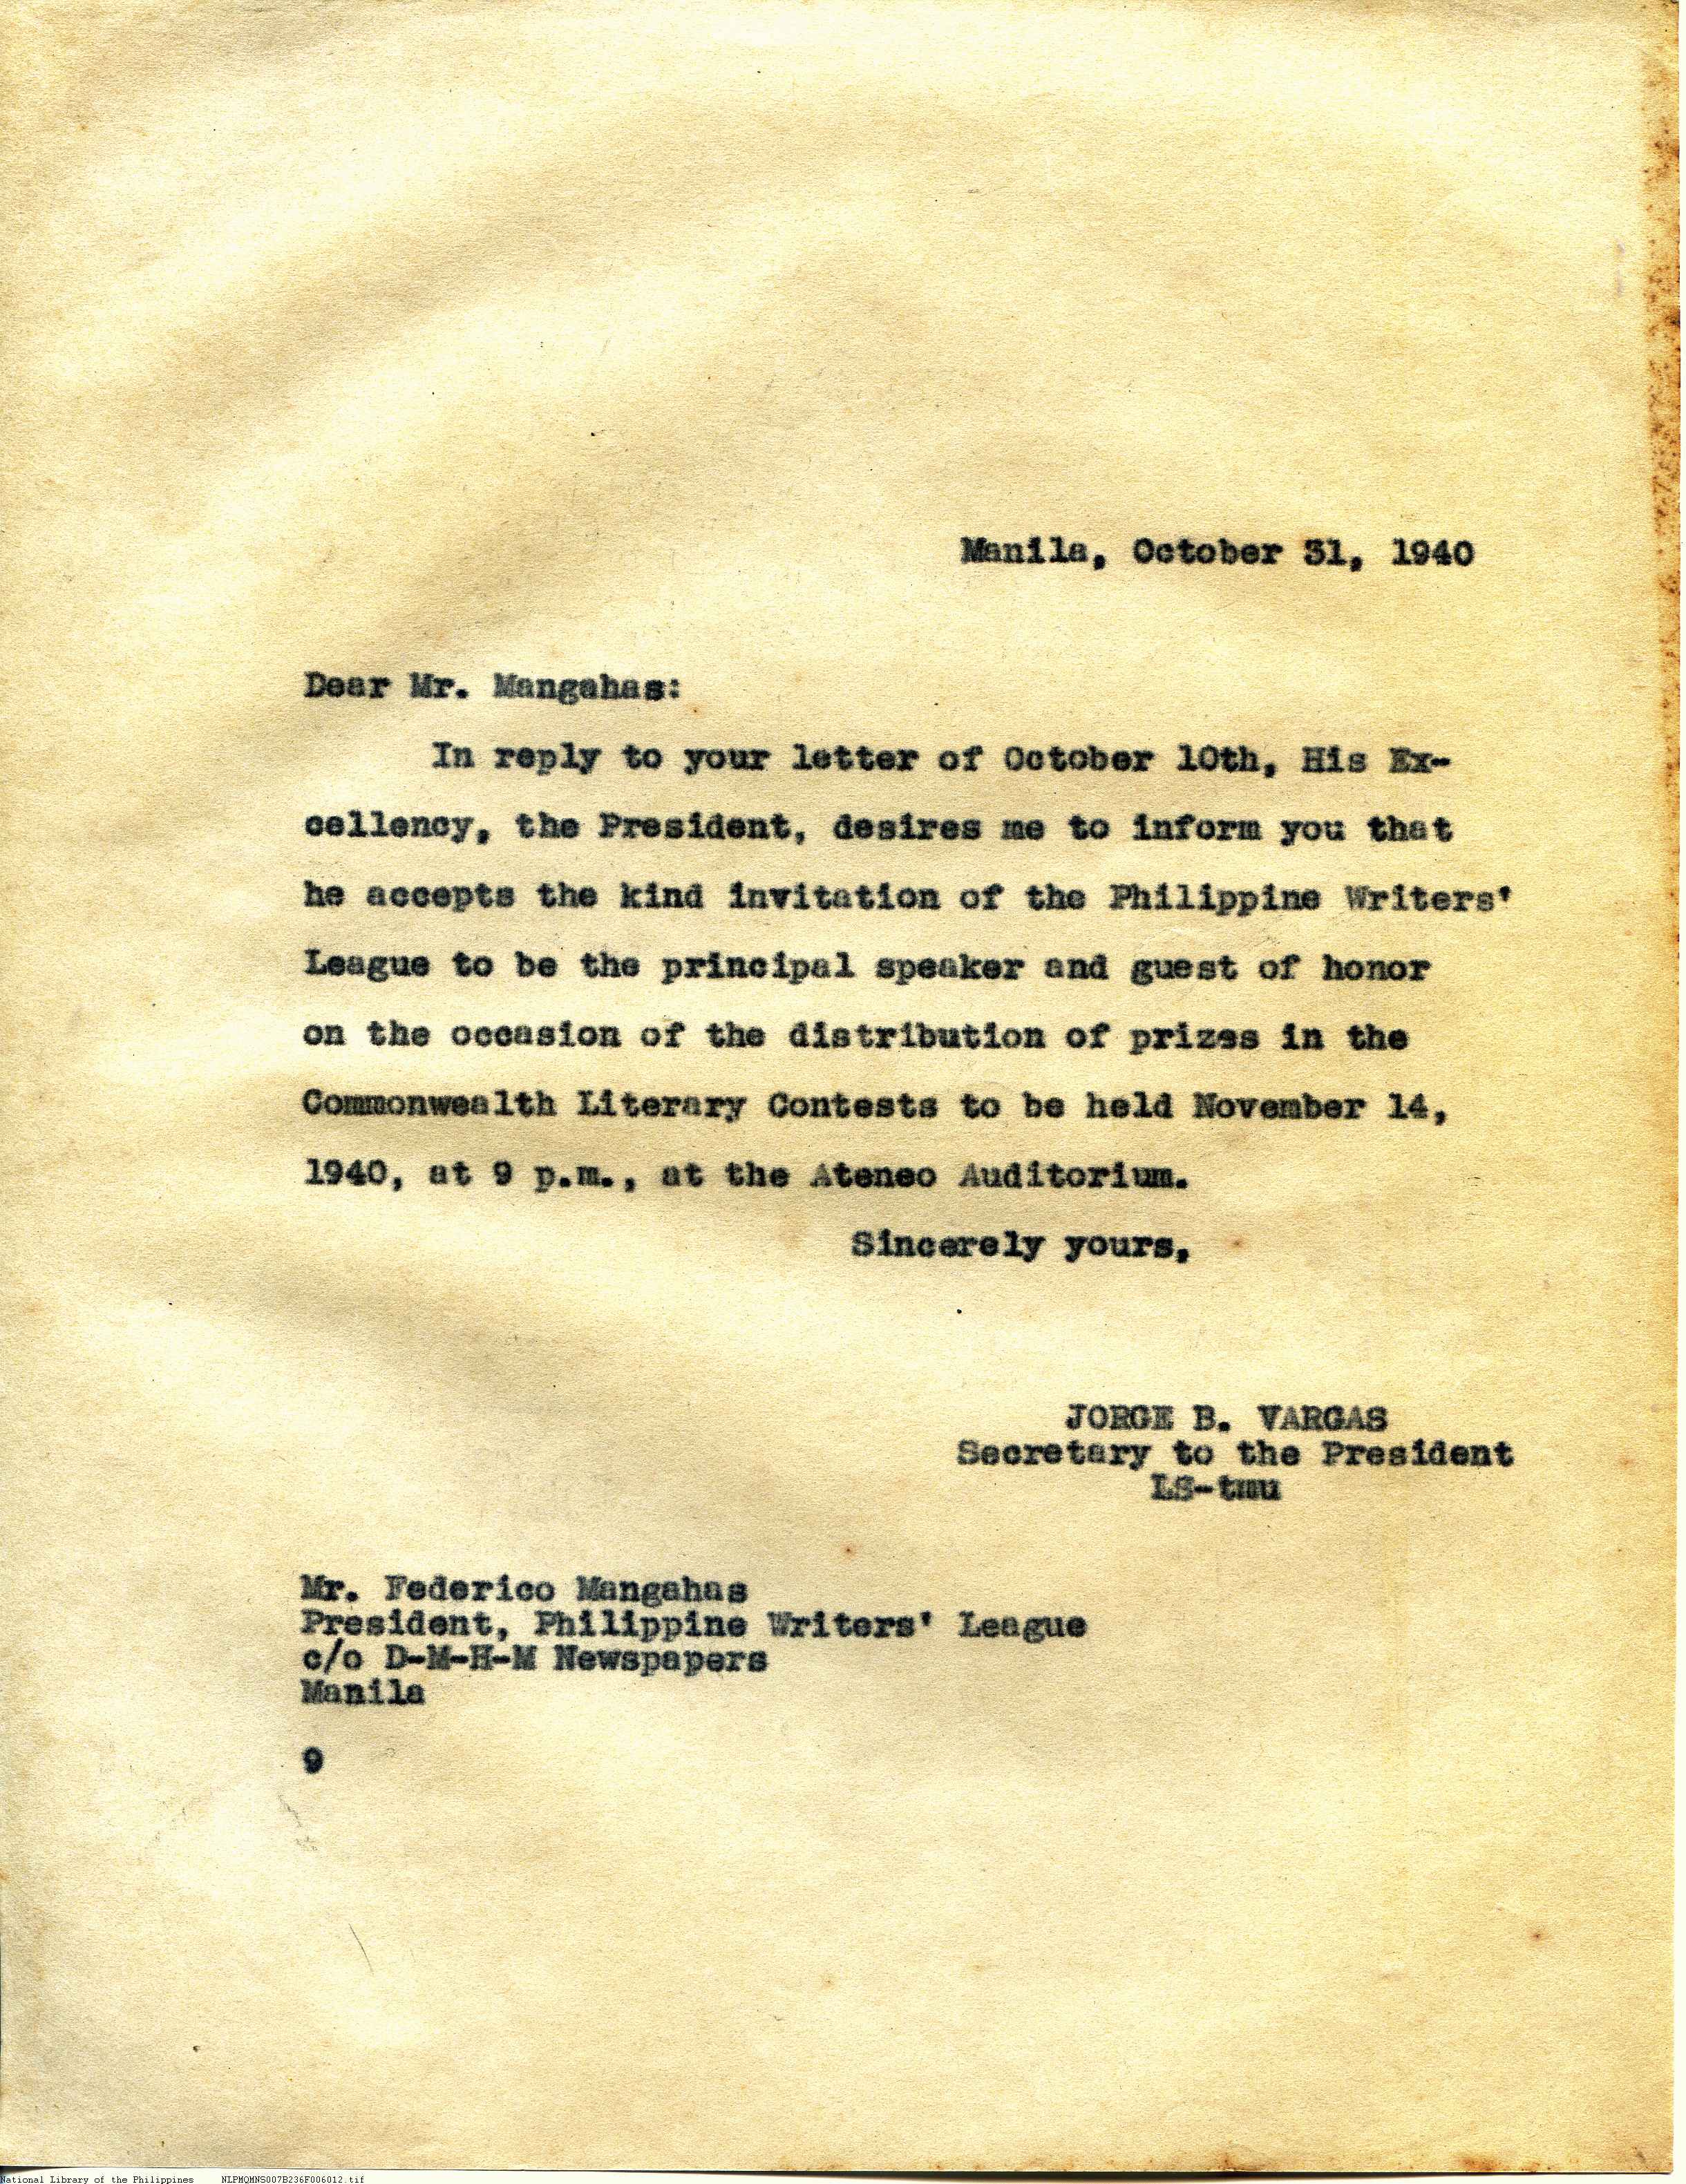 Manila, October 31, 1940
Dear Mr. Mangahas:
In reply to your letter of October 10th, His Ex-
cellency, the President, desires me to inform you that
he accepts the kind invitation of the Philippine Writers'
League to be the principal speaker and guest of honor
on the occasion of the distribution of prizes in the
Commonwealth Literary Contests to be held November 14,
1940, at 9 p.m., at the Ateneo Auditorium.
Sincerely yours,
JORGE B. VARGAS
Secretary to the President
LS-tmu
Mr. Federico Mangahas
President, Philippine Writers' League
c/o D-M-H-M Newspapers
Manila
9
National Library of the Philippines NLPMQMNS007B236F006012.tif